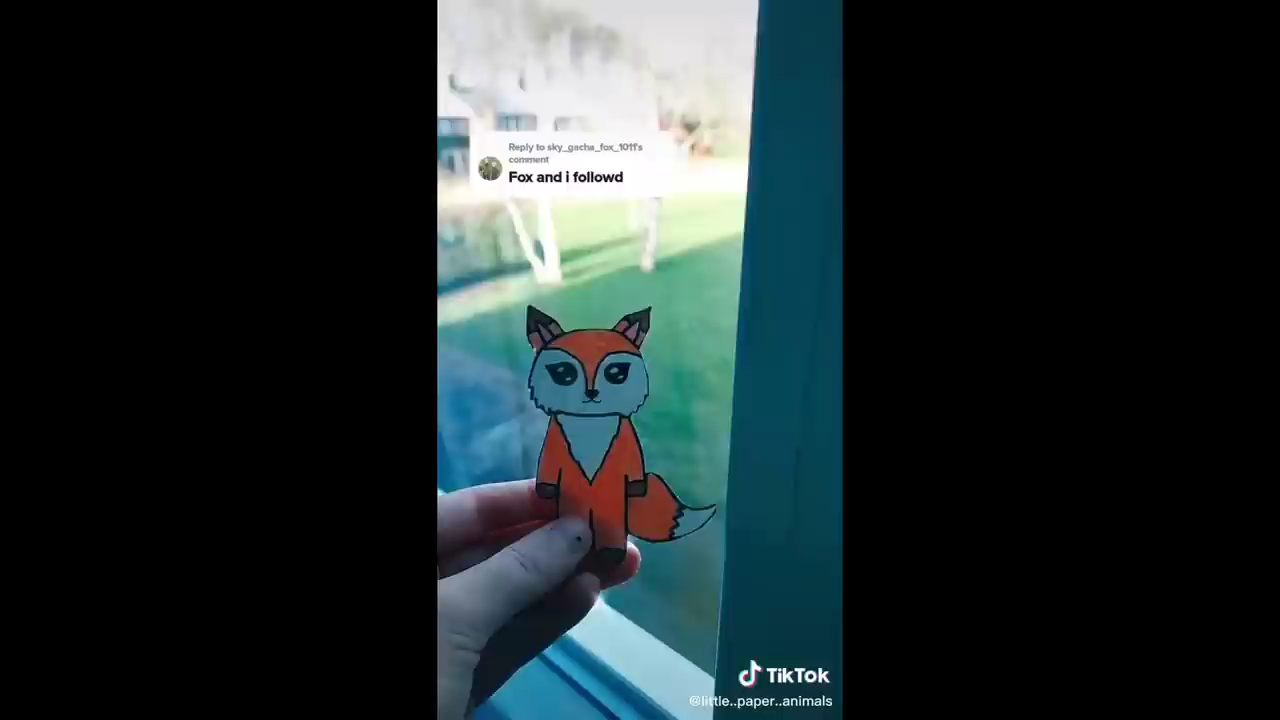 Reply to sky_gacha_fox_1011's
comment
Fox and i followd
TikTok
@little..paper..animals